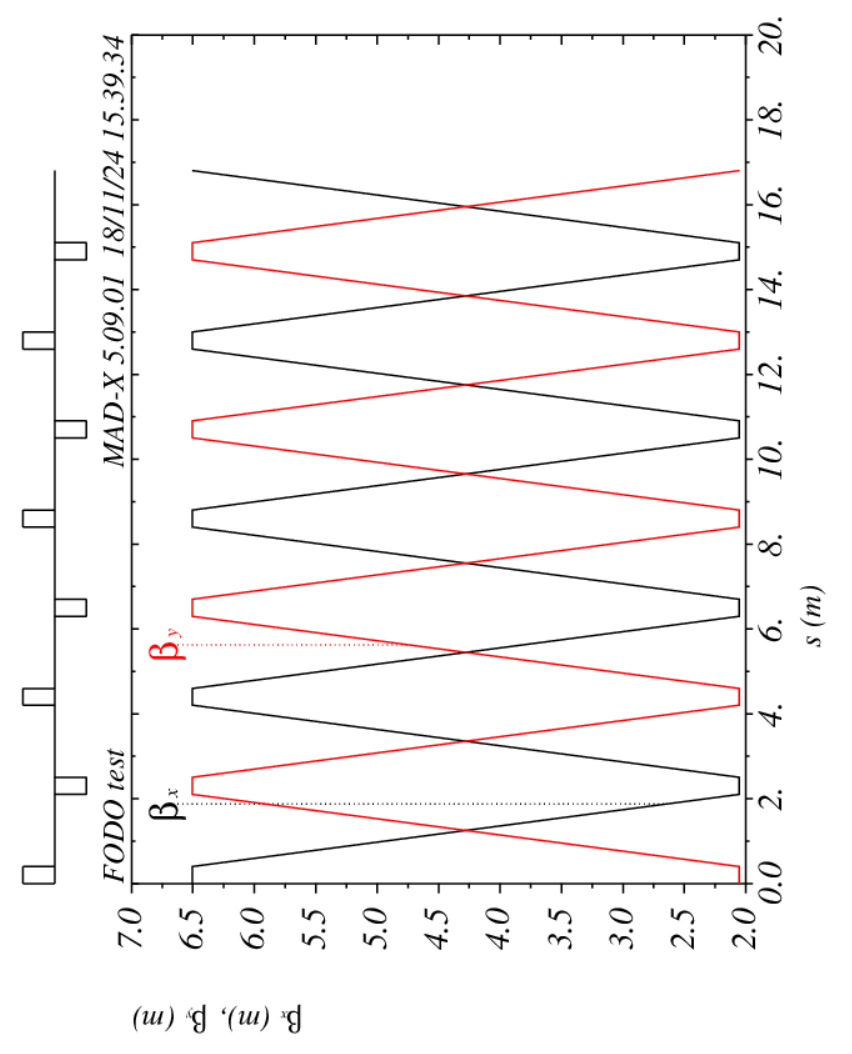 FODO test MAD-X 5.09.01 18/11/24 15.39.34
βx
βy
7.0
6.5
6.0
5.5
5.0
4.5
4.0
3.5
3.0
2.5
2.0
0.0 2. 4. 6. 8. 10. 12. 14. 16. 18. 20.
s (m)
βx (m), βy (m)